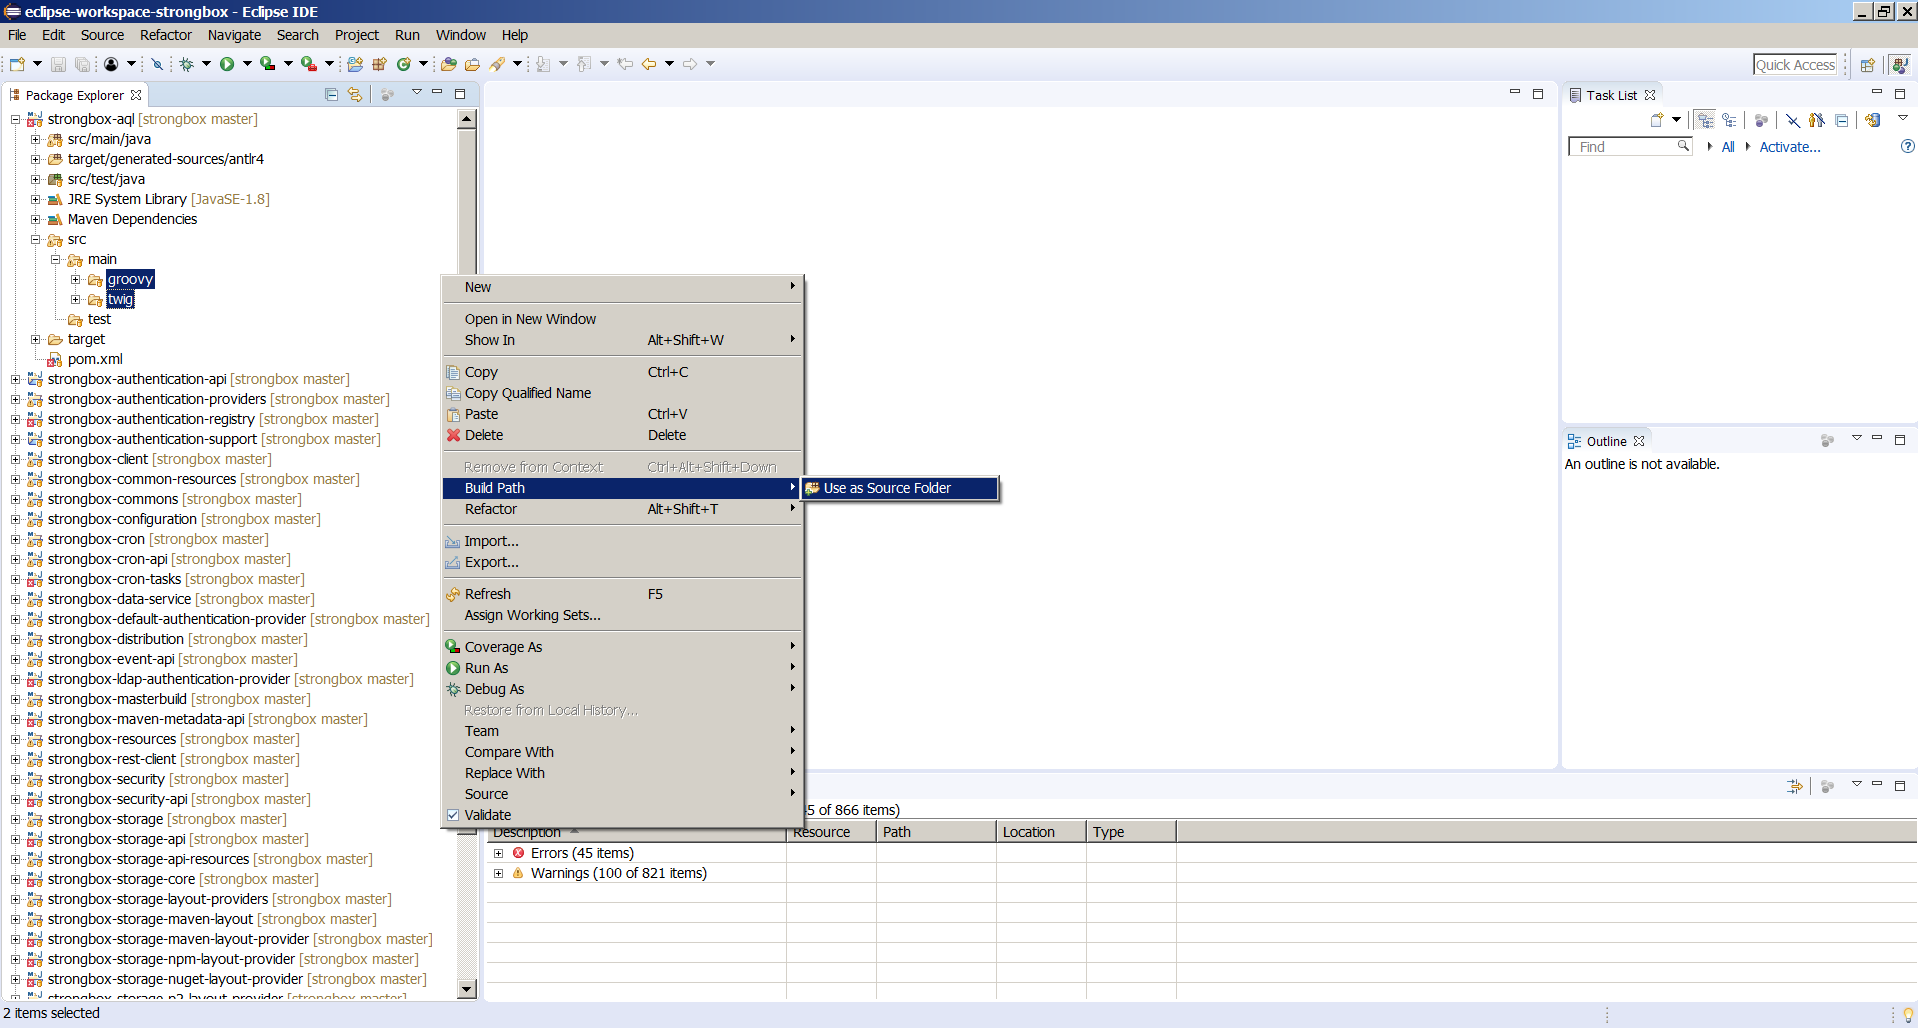 eclipse-workspace-strongbox - Eclipse IDE
File Edit Source Refactor Navigate Search Project Run Window Help
Quick Access
Package Explorer
strongbox-aql [strongbox master]
src/main/java
target/generated-sources/antlr4
src/test/java
JRE System Library [JavaSE-1.8]
Maven Dependencies
src
main
groovy
twig
test
target
pom.xml
strongbox-authentication-api [strongbox master]
strongbox-authentication-providers [strongbox master]
strongbox-authentication-registry [strongbox master]
strongbox-authentication-support [strongbox master]
strongbox-client [strongbox master]
strongbox-common-resources [strongbox master]
strongbox-commons [strongbox master]
strongbox-configuration [strongbox master]
strongbox-cron [strongbox master]
strongbox-cron-api [strongbox master]
strongbox-cron-tasks [strongbox master]
strongbox-data-service [strongbox master]
strongbox-default-authentication-provider [strongbox master]
strongbox-distribution [strongbox master]
strongbox-event-api [strongbox master]
strongbox-ldap-authentication-provider [strongbox master]
strongbox-masterbuild [strongbox master]
strongbox-maven-metadata-api [strongbox master]
strongbox-resources [strongbox master]
strongbox-rest-client [strongbox master]
strongbox-security [strongbox master]
strongbox-security-api [strongbox master]
strongbox-storage [strongbox master]
strongbox-storage-api [strongbox master]
strongbox-storage-api-resources [strongbox master]
strongbox-storage-core [strongbox master]
strongbox-storage-layout-providers [strongbox master]
strongbox-storage-maven-layout [strongbox master]
strongbox-storage-maven-layout-provider [strongbox master]
strongbox-storage-npm-layout-provider [strongbox master]
strongbox-storage-nuget-layout-provider [strongbox master]
strongbox-storage-p2-layout-provider [strongbox master]
New
Open in New Window
Show In Alt+Shift+W
Copy Ctrl+C
Copy Qualified Name
Paste Ctrl+V
Delete Delete
Remove from Context Ctrl+Alt+Shift+Down
Build Path
Use as Source Folder
Refactor Alt+Shift+T
Import...
Export...
Refresh F5
Assign Working Sets...
Coverage As
Run As
Debug As
Restore from Local History...
Team
Compare With
Replace With
Source
Validate
Task List
Find
All
Activate...
Outline
An outline is not available.
5 of 866 items)
Description Resource Path Location Type
Errors (45 items)
Warnings (100 of 821 items)
2 items selected